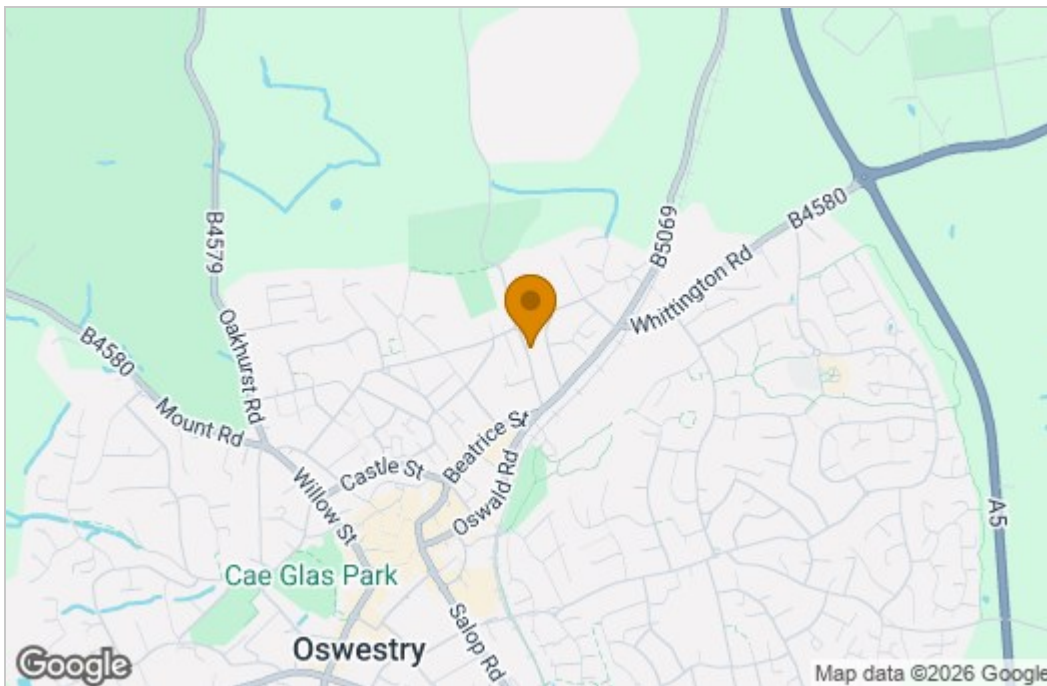 B4579
Oakhurst Rd
B5069
B4580
Whittington Rd
B4580
Mount Rd
Willow St
Castle St
Beatrice St
Oswald Rd
A5
Cae Glas Park
Salop Rd
Oswestry
Google
Map data ©2026 Google